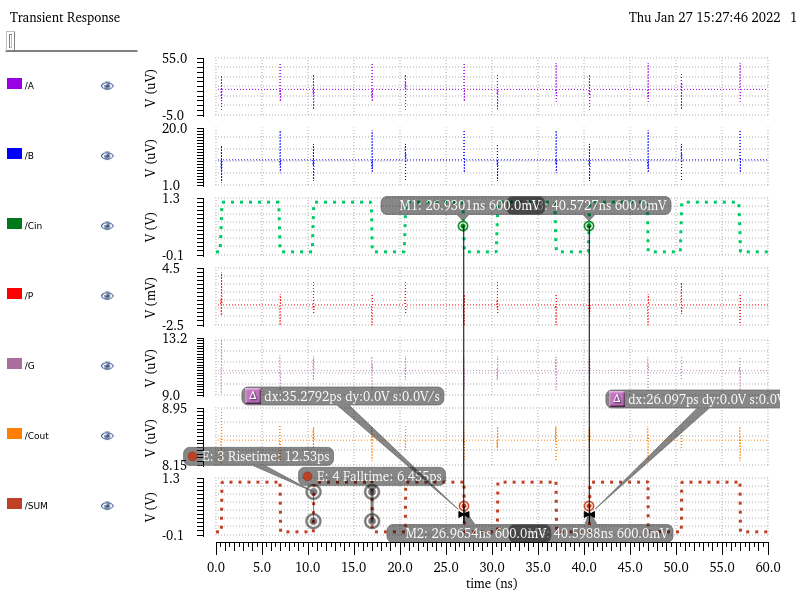 Transient Response
Thu Jan 27 15:27:46 2022 1
/A
V (uV)
55.0
-5.0
/B
V (uV)
20.0
1.0
/Cin
V (V)
1.3
-0.1
M1: 26.9301ns 600.0mV
: 40.5727ns 600.0mV
/P
V (mV)
4.5
-2.5
/G
V (uV)
13.2
9.0
Δ dx:35.2792ps dy:0.0V s:0.0V/s
Δ dx:26.097ps dy:0.0V s:0.0V
/Cout
V (uV)
8.95
8.15
E: 3 Risetime: 12.53ps
E: 4 Falltime: 6.455ps
/SUM
V (V)
1.3
-0.1
M2: 26.9654ns 600.0mV
40.5988ns 600.0mV
0.0 5.0 10.0 15.0 20.0 25.0 30.0 35.0 40.0 45.0 50.0 55.0 60.0
time (ns)